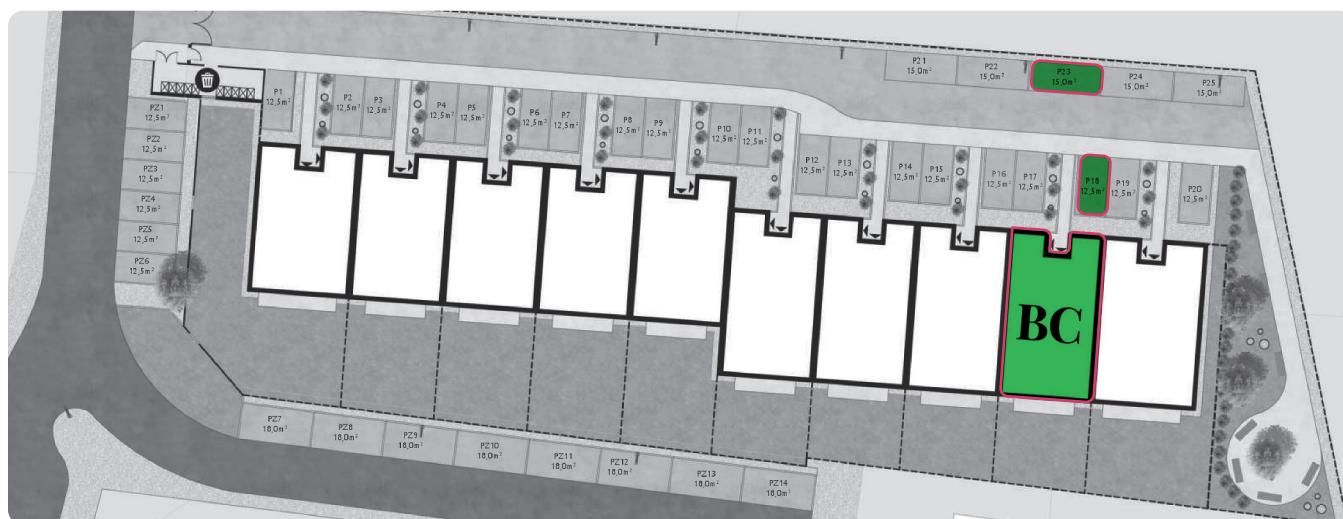 P21
15,0m²
P22
15,0m²
P23
15,0m²
P24
15,0m²
P25
15,0m²
P1
12,5m²
P2
12,5m²
P3
12,5m²
P4
12,5m²
P5
12,5m²
P6
12,5m²
P7
12,5m²
P8
12,5m²
P9
12,5m²
P10
12,5m²
P11
12,5m²
P12
12,5m²
P13
12,5m²
P14
12,5m²
P15
12,5m²
P16
12,5m²
P17
12,5m²
P18
12,5m²
P19
12,5m²
P20
12,5m²
PZ1
12,5m²
PZ2
12,5m²
PZ3
12,5m²
PZ4
12,5m²
PZ5
12,5m²
PZ6
12,5m²
BC
PZ7
18,0m²
PZ8
18,0m²
PZ9
18,0m²
PZ10
18,0m²
PZ11
18,0m²
PZ12
18,0m²
PZ13
18,0m²
PZ14
18,0m²